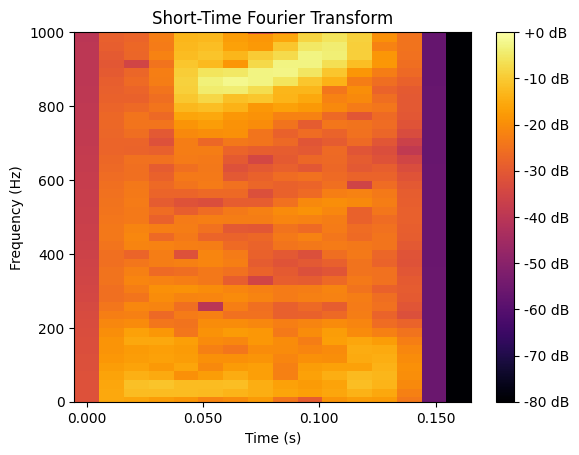 Short-Time Fourier Transform
1000
800
600
400
200
0
Frequency (Hz)
0.000
0.050
0.100
0.150
Time (s)
+0 dB
-10 dB
-20 dB
-30 dB
-40 dB
-50 dB
-60 dB
-70 dB
-80 dB